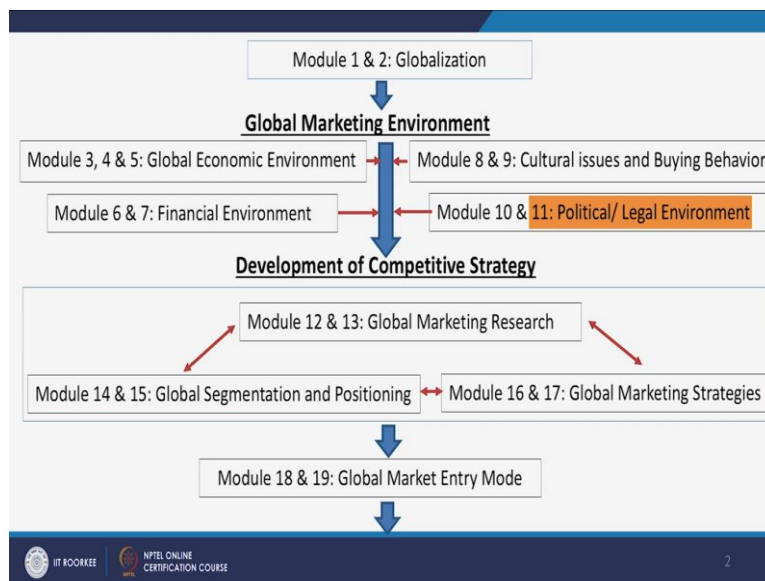 Module 1 & 2: Globalization
Global Marketing Environment
Module 3, 4 & 5: Global Economic Environment
Module 8 & 9: Cultural issues and Buying Behavior
Module 6 & 7: Financial Environment
Module 10 & 11: Political/ Legal Environment
Development of Competitive Strategy
Module 12 & 13: Global Marketing Research
Module 14 & 15: Global Segmentation and Positioning
Module 16 & 17: Global Marketing Strategies
Module 18 & 19: Global Market Entry Mode
IIT ROORKEE
NPTEL ONLINE
CERTIFICATION COURSE
2